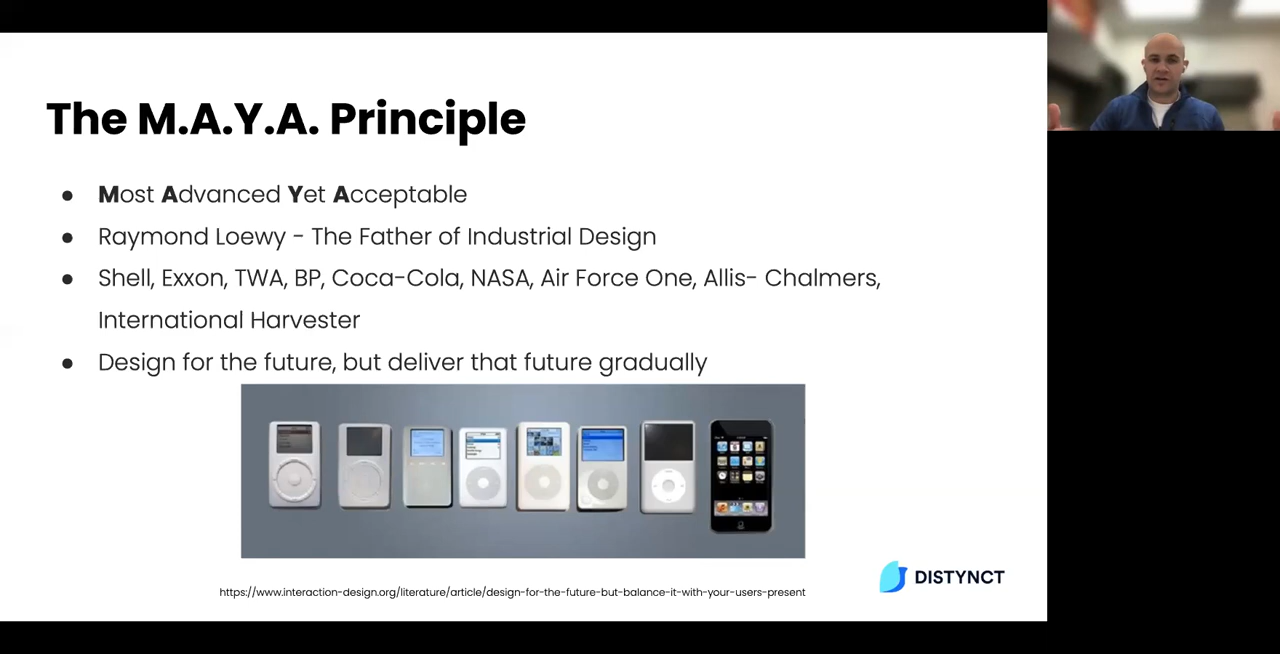 The M.A.Y.A. Principle
● Most Advanced Yet Acceptable
● Raymond Loewy - The Father of Industrial Design
● Shell, Exxon, TWA, BP, Coca-Cola, NASA, Air Force One, Allis- Chalmers,
International Harvester
● Design for the future, but deliver that future gradually
https://www.interaction-design.org/literature/article/design-for-the-future-but-balance-it-with-your-users-present
DISTYNCT